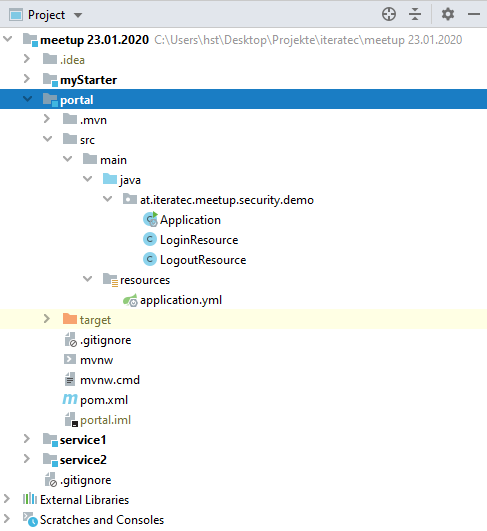 Project
meetup 23.01.2020 C:\Users\hst\Desktop\Projekte\iteratec\meetup 23.01.2020
.idea
myStarter
portal
.mvn
src
main
java
at.iteratec.meetup.security.demo
Application
LoginResource
LogoutResource
resources
application.yml
target
.gitignore
mvnw
mvnw.cmd
pom.xml
portal.iml
service1
service2
.gitignore
External Libraries
Scratches and Consoles